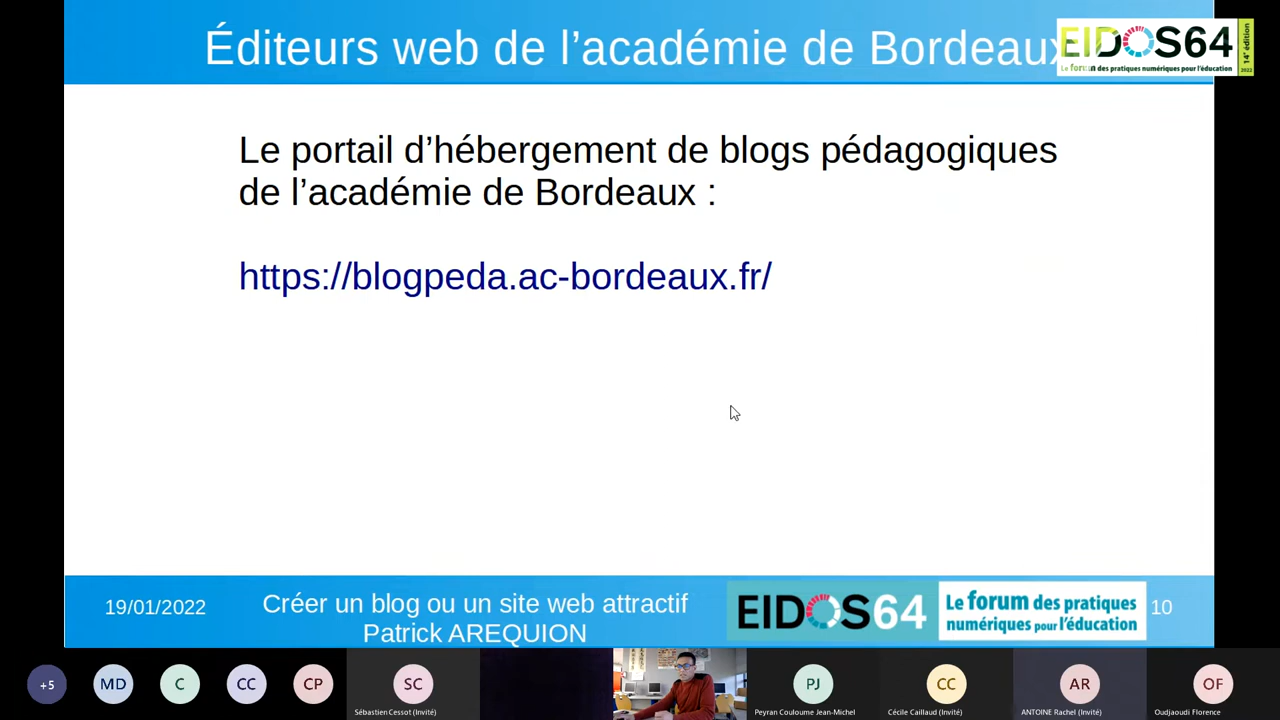 Éditeurs web de l’académie de Bordeaux
EIDOS64
Le forum des pratiques numériques pour l'éducation
14e édition
2022
Le portail d’hébergement de blogs pédagogiques
de l’académie de Bordeaux :
https://blogpeda.ac-bordeaux.fr/
19/01/2022
Créer un blog ou un site web attractif
Patrick AREQUION
EIDOS64
Le forum des pratiques
numériques pour l'éducation
10
+5
MD
C
CC
CP
SC
Sébastien Cessot (Invité)
PJ
Peyran Couloume Jean-Michel
CC
Cécile Caillaud (Invité)
AR
ANTOINE Rachel (Invité)
OF
Oudjaoudi Florence